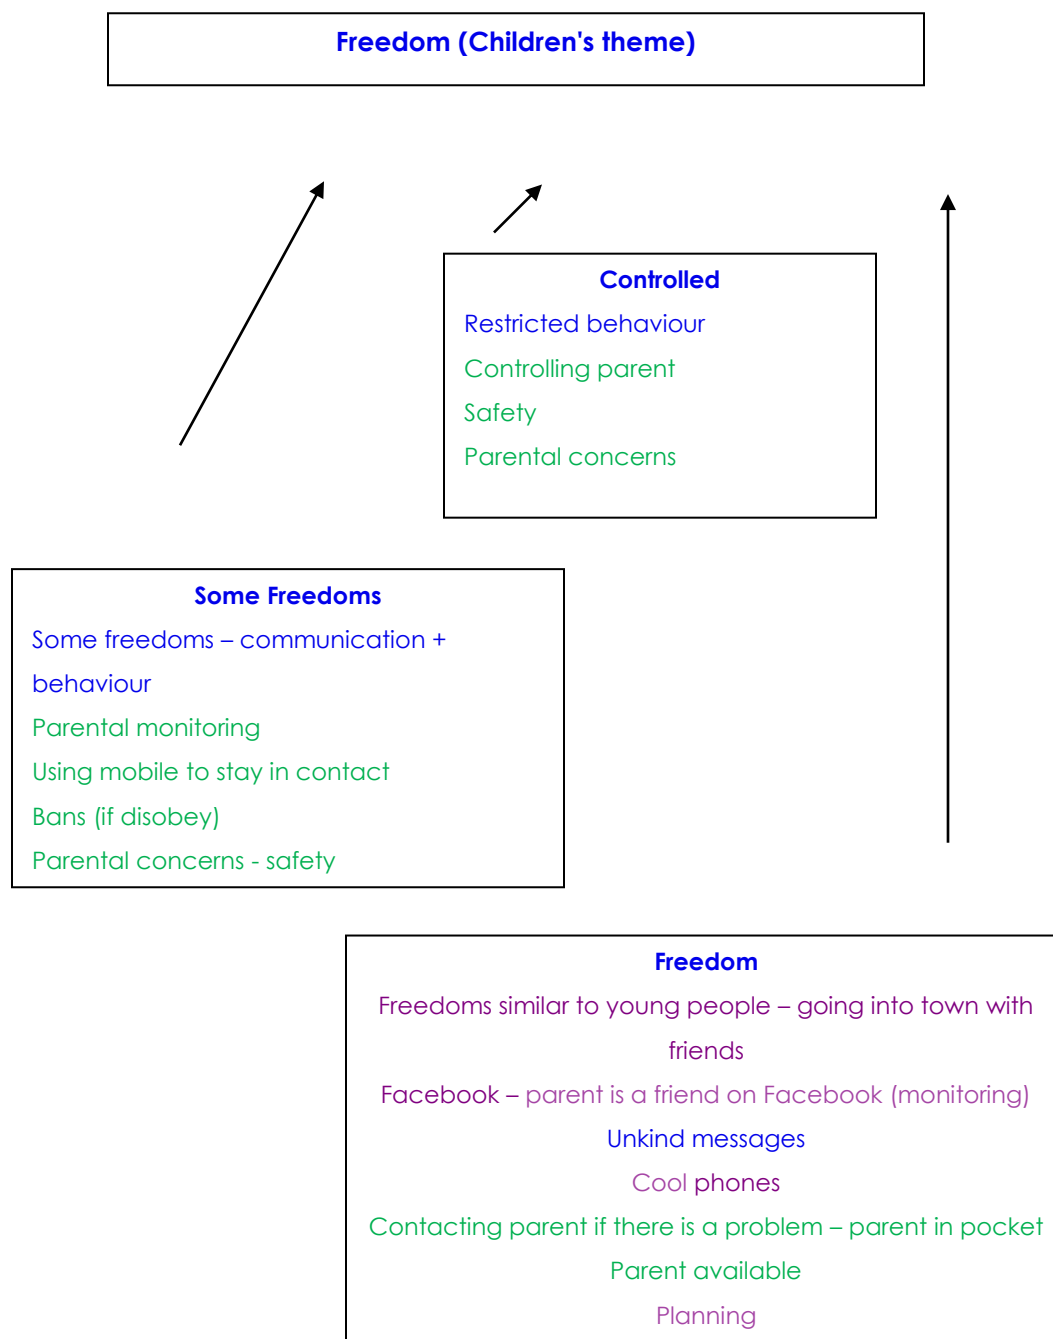 Freedom (Children's theme)
Controlled
Restricted behaviour
Controlling parent
Safety
Parental concerns
Some Freedoms
Some freedoms – communication +
behaviour
Parental monitoring
Using mobile to stay in contact
Bans (if disobey)
Parental concerns - safety
Freedom
Freedoms similar to young people – going into town with
friends
Facebook – parent is a friend on Facebook (monitoring)
Unkind messages
Cool phones
Contacting parent if there is a problem – parent in pocket
Parent available
Planning